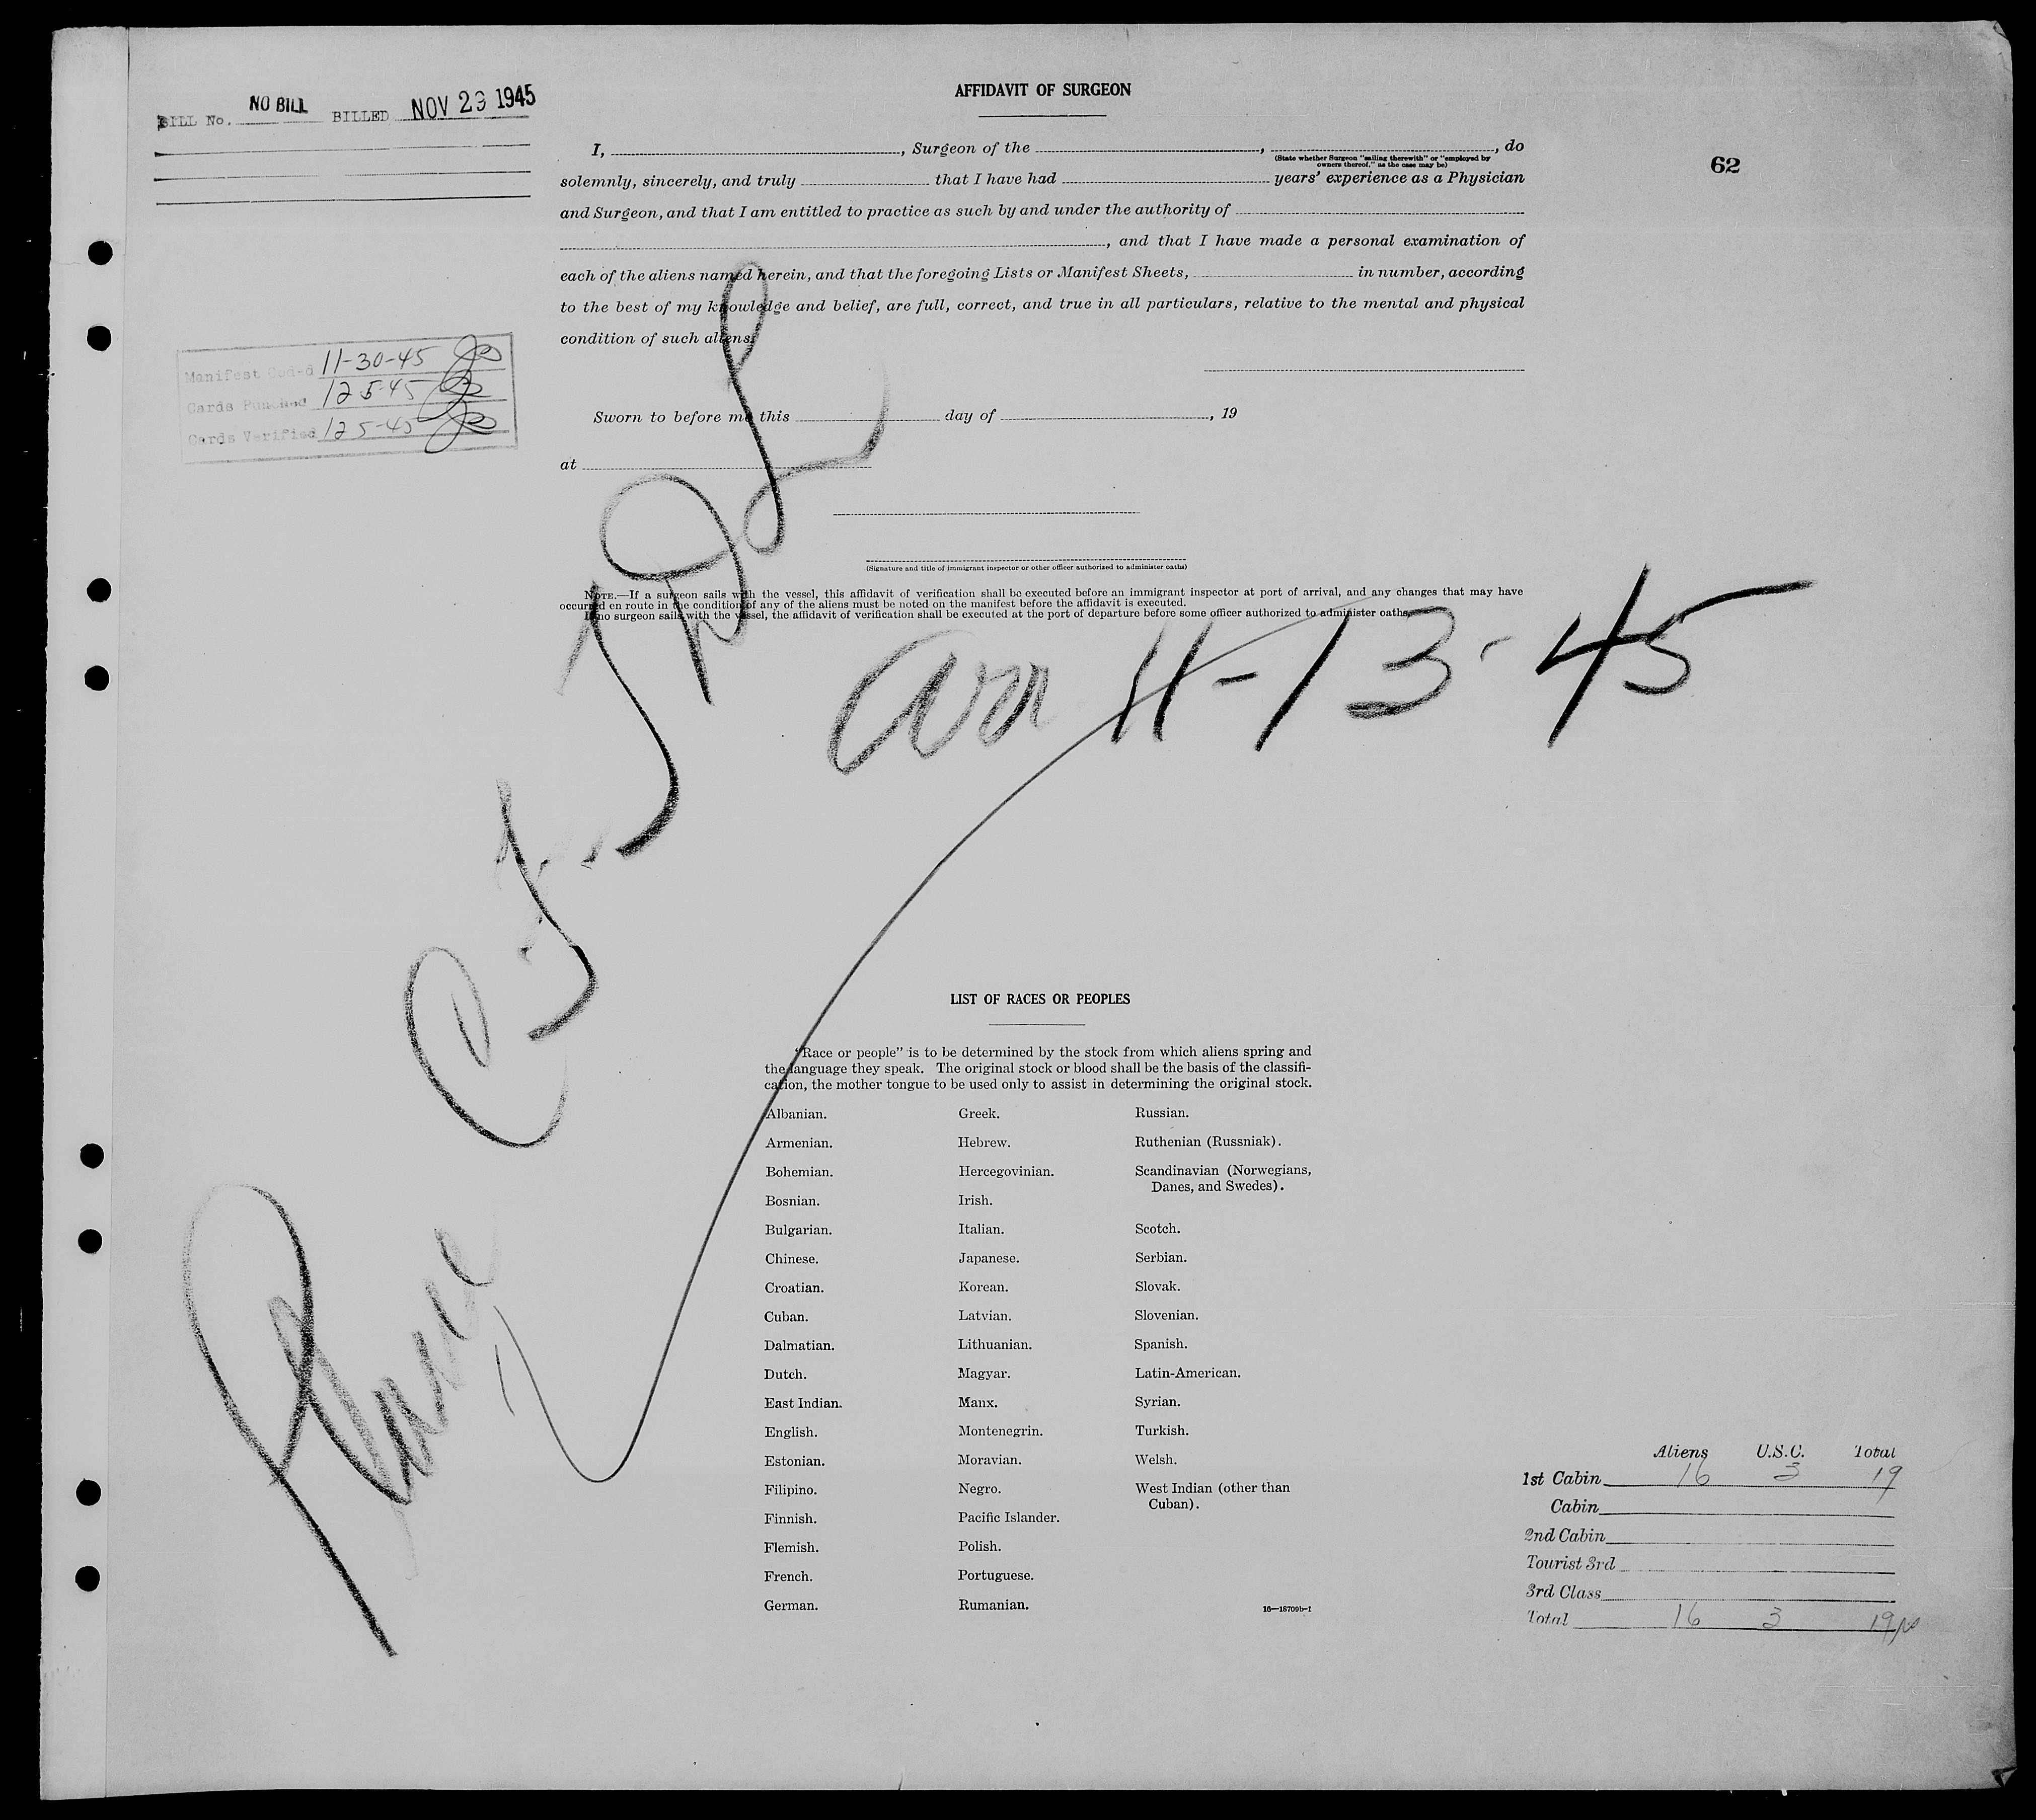 BILL No. NO BILL BILLED NOV 23 1945
AFFIDAVIT OF SURGEON
62
I, , Surgeon of the , , do
(State whether Surgeon "sailing therewith" or "employed by
owners thereof," as the case may be)
solemnly, sincerely, and truly that I have had years' experience as a Physician
and Surgeon, and that I am entitled to practice as such by and under the authority of
, and that I have made a personal examination of
each of the aliens named herein, and that the foregoing Lists or Manifest Sheets, in number, according
to the best of my knowledge and belief, are full, correct, and true in all particulars, relative to the mental and physical
condition of such aliens.
Manifest Coded 11-30-45
Cards Punched 12-5-45
Cards Verified 12 5-45
Sworn to before me this day of , 19
at
(Signature and title of immigrant inspector or other officer authorized to administer oaths)
NOTE.—If a surgeon sails with the vessel, this affidavit of verification shall be executed before an immigrant inspector at port of arrival, and any changes that may have
occurred en route in the condition of any of the aliens must be noted on the manifest before the affidavit is executed.
If no surgeon sails with the vessel, the affidavit of verification shall be executed at the port of departure before some officer authorized to administer oaths.
Arr 11-13-45
Plane
LIST OF RACES OR PEOPLES
"Race or people" is to be determined by the stock from which aliens spring and
the language they speak. The original stock or blood shall be the basis of the classifi-
cation, the mother tongue to be used only to assist in determining the original stock.
Albanian.
Armenian.
Bohemian.
Bosnian.
Bulgarian.
Chinese.
Croatian.
Cuban.
Dalmatian.
Dutch.
East Indian.
English.
Estonian.
Filipino.
Finnish.
Flemish.
French.
German.
Greek.
Hebrew.
Hercegovinian.
Irish.
Italian.
Japanese.
Korean.
Latvian.
Lithuanian.
Magyar.
Manx.
Montenegrin.
Moravian.
Negro.
Pacific Islander.
Polish.
Portuguese.
Rumanian.
Russian.
Ruthenian (Russniak).
Scandinavian (Norwegians,
Danes, and Swedes).
Scotch.
Serbian.
Slovak.
Slovenian.
Spanish.
Latin-American.
Syrian.
Turkish.
Welsh.
West Indian (other than
Cuban).
16—18709b-1
Aliens U.S.C. Total
1st Cabin 16 3 19
Cabin
2nd Cabin
Tourist 3rd
3rd Class
Total 16 3 19